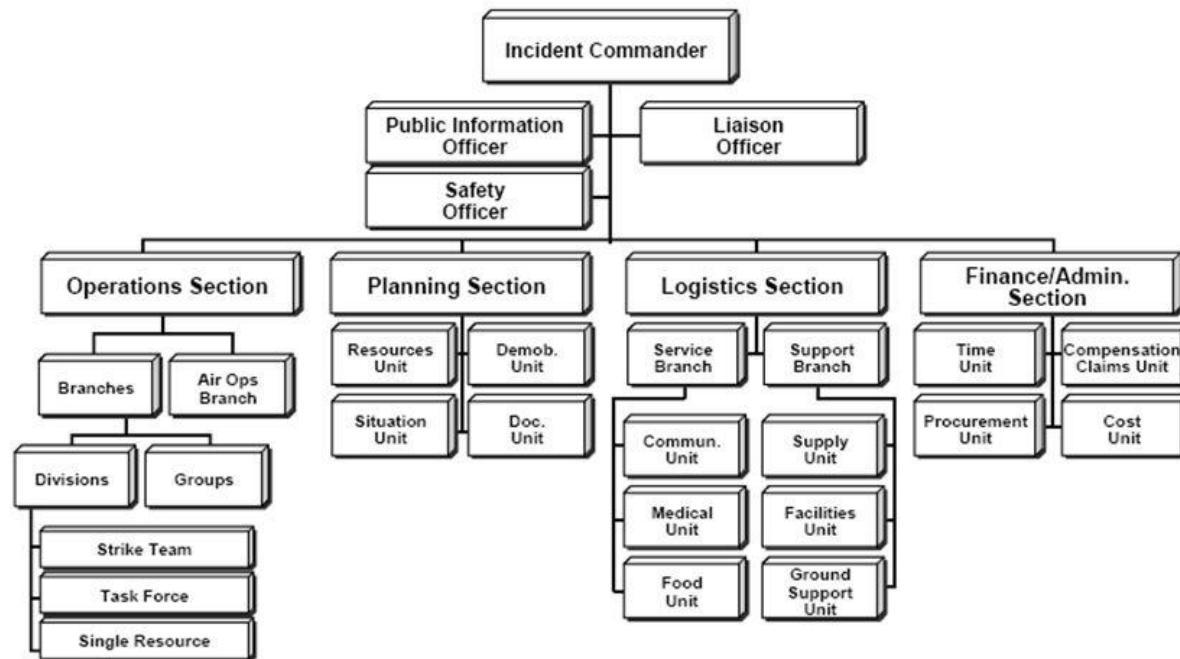 Incident Commander
Public Information
Officer
Liaison
Officer
Safety
Officer
Operations Section
Planning Section
Logistics Section
Finance/Admin.
Section
Branches
Air Ops
Branch
Divisions
Groups
Strike Team
Task Force
Single Resource
Resources
Unit
Demob.
Unit
Situation
Unit
Doc.
Unit
Service
Branch
Support
Branch
Commun.
Unit
Supply
Unit
Medical
Unit
Facilities
Unit
Food
Unit
Ground
Support
Unit
Time
Unit
Compensation
Claims Unit
Procurement
Unit
Cost
Unit